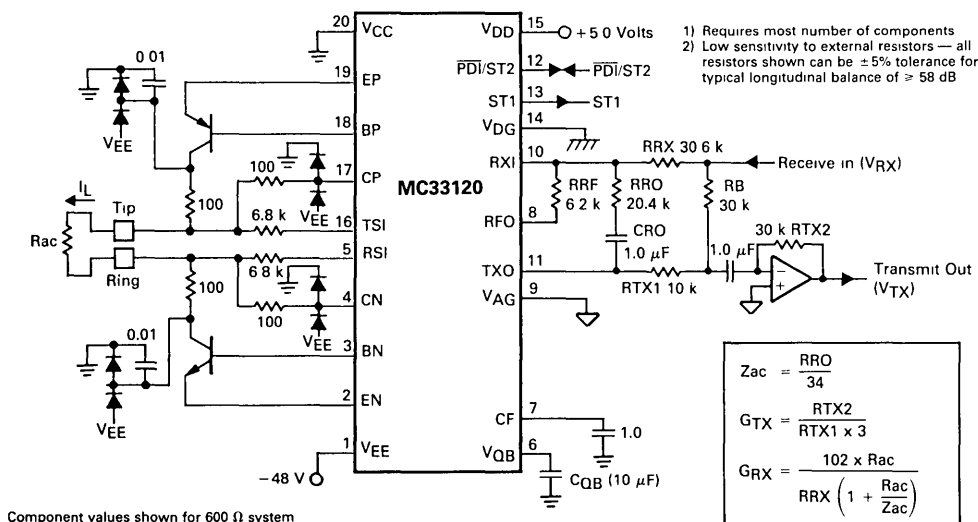 20
VCC
15
VDD
+5 0 Volts
1) Requires most number of components
2) Low sensitivity to external resistors — all
resistors shown can be ±5% tolerance for
typical longitudinal balance of ≥ 58 dB
0 01
19
EP
12
PDI/ST2
PDI/ST2
13
ST1
ST1
VEE
18
BP
14
VDG
100
17
CP
10
RXI
RRX 30 6 k
Receive in (VRX)
MC33120
IL
Tip
100
VEE
RRF
6 2 k
RRO
20.4 k
RB
30 k
6.8 k
16
TSI
8
RFO
Rac
CRO
1.0 μF
30 k RTX2
1.0 μF
5
RSI
6 8 k
11
TXO
RTX1 10 k
Transmit Out
(VTX)
Ring
100
4
CN
100
VEE
9
VAG
0.01
3
BN
VEE
2
EN
7
CF
1.0
1
VEE
−48 V
6
VQB
CQB (10 μF)
Zac = RRO
34
GTX = RTX2
RTX1 x 3
GRX = 102 x Rac
RRX (1 + Rac
Zac)
Component values shown for 600 Ω system